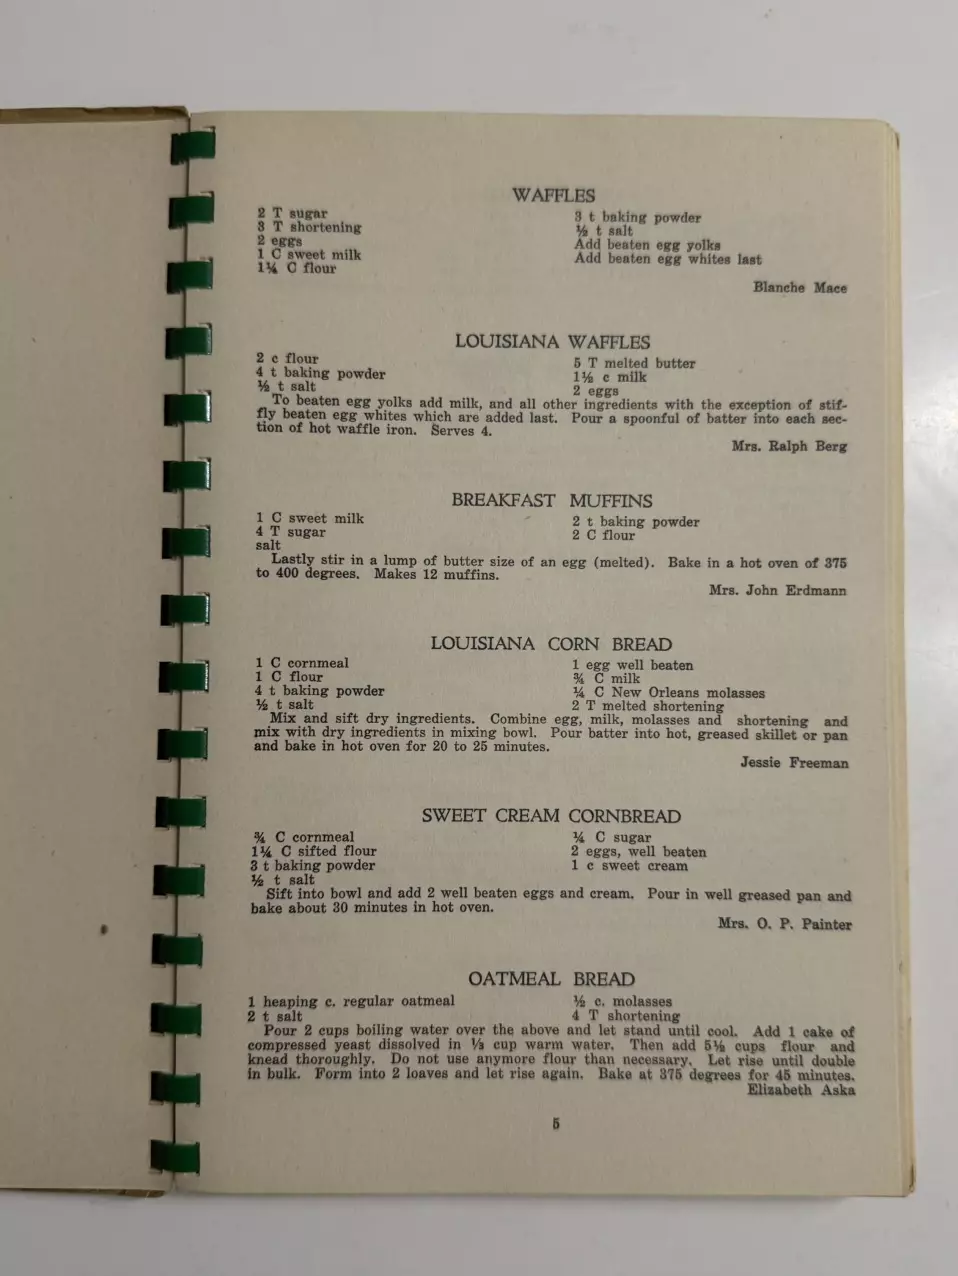 WAFFLES
2 T sugar
3 T shortening
2 eggs
1 C sweet milk
1¼ C flour
3 t baking powder
½ t salt
Add beaten egg yolks
Add beaten egg whites last
Blanche Mace
LOUISIANA WAFFLES
2 c flour
4 t baking powder
½ t salt
5 T melted butter
1½ c milk
2 eggs
To beaten egg yolks add milk, and all other ingredients with the exception of stif-
fly beaten egg whites which are added last. Pour a spoonful of batter into each sec-
tion of hot waffle iron. Serves 4.
Mrs. Ralph Berg
BREAKFAST MUFFINS
1 C sweet milk
4 T sugar
salt
2 t baking powder
2 C flour
Lastly stir in a lump of butter size of an egg (melted). Bake in a hot oven of 375
to 400 degrees. Makes 12 muffins.
Mrs. John Erdmann
LOUISIANA CORN BREAD
1 C cornmeal
1 C flour
4 t baking powder
½ t salt
1 egg well beaten
¾ C milk
¼ C New Orleans molasses
2 T melted shortening
Mix and sift dry ingredients. Combine egg, milk, molasses and shortening and
mix with dry ingredients in mixing bowl. Pour batter into hot, greased skillet or pan
and bake in hot oven for 20 to 25 minutes.
Jessie Freeman
SWEET CREAM CORNBREAD
¾ C cornmeal
1¼ C sifted flour
3 t baking powder
½ t salt
¼ C sugar
2 eggs, well beaten
1 c sweet cream
Sift into bowl and add 2 well beaten eggs and cream. Pour in well greased pan and
bake about 30 minutes in hot oven.
Mrs. O. P. Painter
OATMEAL BREAD
1 heaping c. regular oatmeal
2 t salt
½ c. molasses
4 T shortening
Pour 2 cups boiling water over the above and let stand until cool. Add 1 cake of
compressed yeast dissolved in ⅓ cup warm water. Then add 5½ cups flour and
knead thoroughly. Do not use anymore flour than necessary. Let rise until double
in bulk. Form into 2 loaves and let rise again. Bake at 375 degrees for 45 minutes.
Elizabeth Aska
5